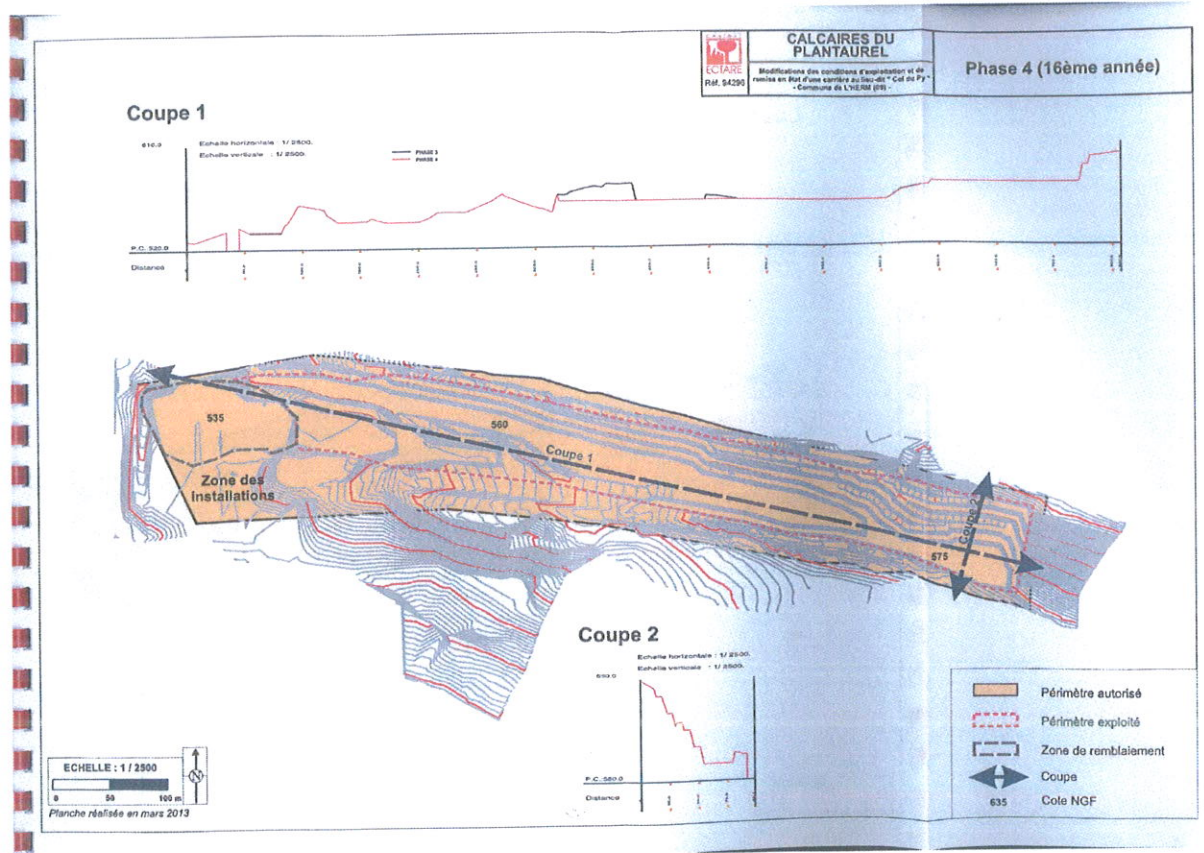 ECTARE
Réf. 94296
CALCAIRES DU
PLANTAUREL
Modifications des conditions d'exploitation et de
remise en état d'une carrière au lieu-dit " Col de Py "
- Commune de L'HERM (09) -
Phase 4 (16ème année)
Coupe 1
610.0
Echelle horizontale : 1/ 2500.
Echelle verticale : 1/ 2500.
PHASE 3
PHASE 4
P.C. 520.0
Distance
535
560
Coupe 1
Zone des
installations
Coupe 2
575
Coupe 2
Echelle horizontale : 1/ 2500.
Echelle verticale : 1/ 2500.
P.C. 560.0
Distance
Périmètre autorisé
Périmètre exploité
Zone de remblaiement
Coupe
635 Cote NGF
ECHELLE : 1 / 2500
0 50 100 m
N
Planche réalisée en mars 2013